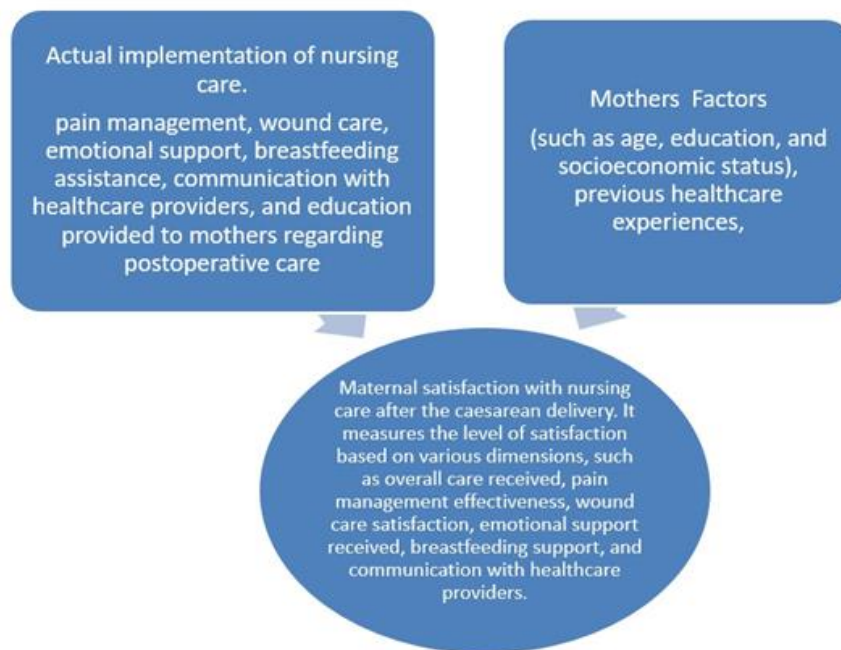 Actual implementation of nursing
care.
pain management, wound care,
emotional support, breastfeeding
assistance, communication with
healthcare providers, and education
provided to mothers regarding
postoperative care
Mothers Factors
(such as age, education, and
socioeconomic status),
previous healthcare
experiences,
Maternal satisfaction with nursing
care after the caesarean delivery. It
measures the level of satisfaction
based on various dimensions, such
as overall care received, pain
management effectiveness, wound
care satisfaction, emotional support
received, breastfeeding support, and
communication with healthcare
providers.